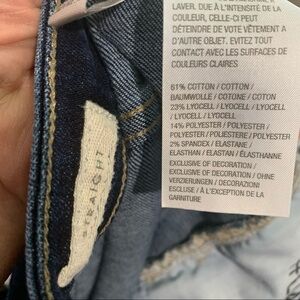 LAVER. DUE À L'INTENSITÉ DE LA
COULEUR, CELLE-CI PEUT
DÉTEINDRE DE VOTRE VÊTEMENT À
D'AUTRE OBJET. EVITEZ TOUT
CONTACT AVEC LES SURFACES DE
COULEURS CLAIRES
61% COTTON / COTTON /
BAUMWOLLE / COTONE / COTON
23% LYOCELL / LYOCELL /
LYOCELL / LYOCELL / LYOCELL
14% POLYESTER / POLYESTER /
POLYESTER / POLIESTERE / POLYESTER
2% SPANDEX / ELASTANE /
ELASTHAN / ELASTAN / ÉLASTHANNE
EXCLUSIVE OF DECORATION /
EXCLUSIVE OF DECORATION / OHNE
VERZIERUNGEN / DECORAZIONI
ESCLUSE / À L'EXCEPTION DE LA
GARNITURE
STRAIGHT